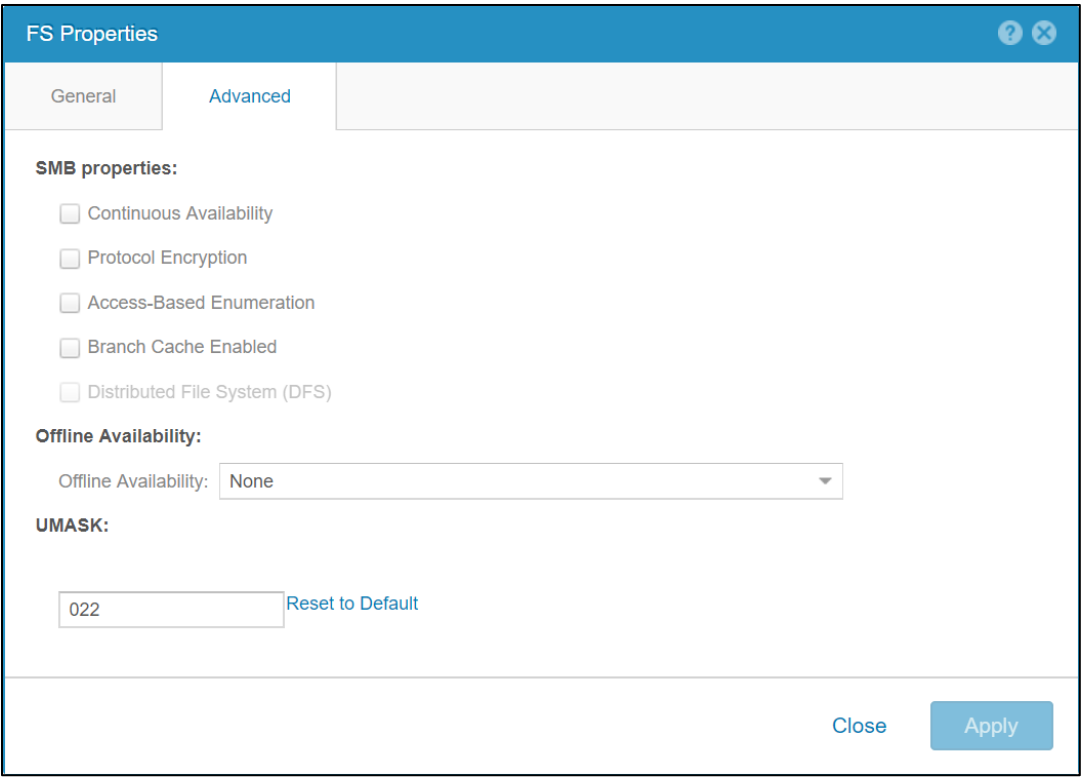 FS Properties
General Advanced
SMB properties:
Continuous Availability
Protocol Encryption
Access-Based Enumeration
Branch Cache Enabled
Distributed File System (DFS)
Offline Availability:
Offline Availability: None
UMASK:
022 Reset to Default
Close Apply